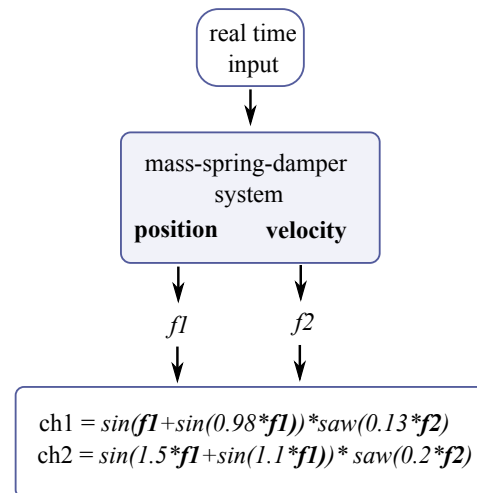 real time
input
mass-spring-damper
system
position velocity
f1 f2
ch1 = sin(f1+sin(0.98*f1))*saw(0.13*f2)
ch2 = sin(1.5*f1+sin(1.1*f1))* saw(0.2*f2)